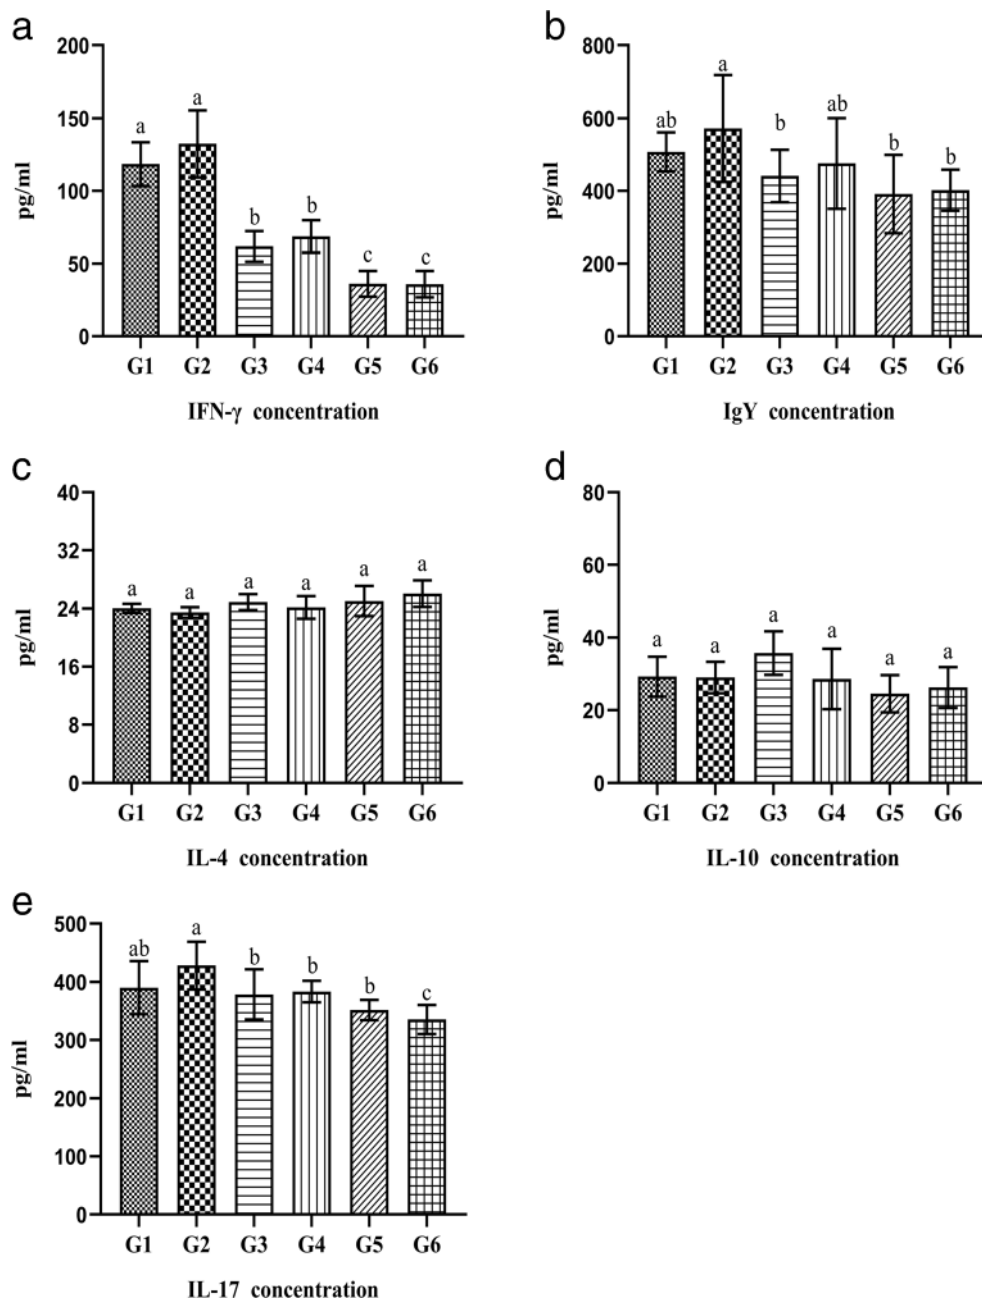 a
200
150
100
50
0
pg/ml
a a b b c c
G1 G2 G3 G4 G5 G6
IFN-γ concentration
b
800
600
400
200
0
pg/ml
ab a b ab b b
G1 G2 G3 G4 G5 G6
IgY concentration
c
40
32
24
16
8
0
pg/ml
a a a a a a
G1 G2 G3 G4 G5 G6
IL-4 concentration
d
80
60
40
20
0
pg/ml
a a a a a a
G1 G2 G3 G4 G5 G6
IL-10 concentration
e
500
400
300
200
100
0
pg/ml
ab a b b b c
G1 G2 G3 G4 G5 G6
IL-17 concentration